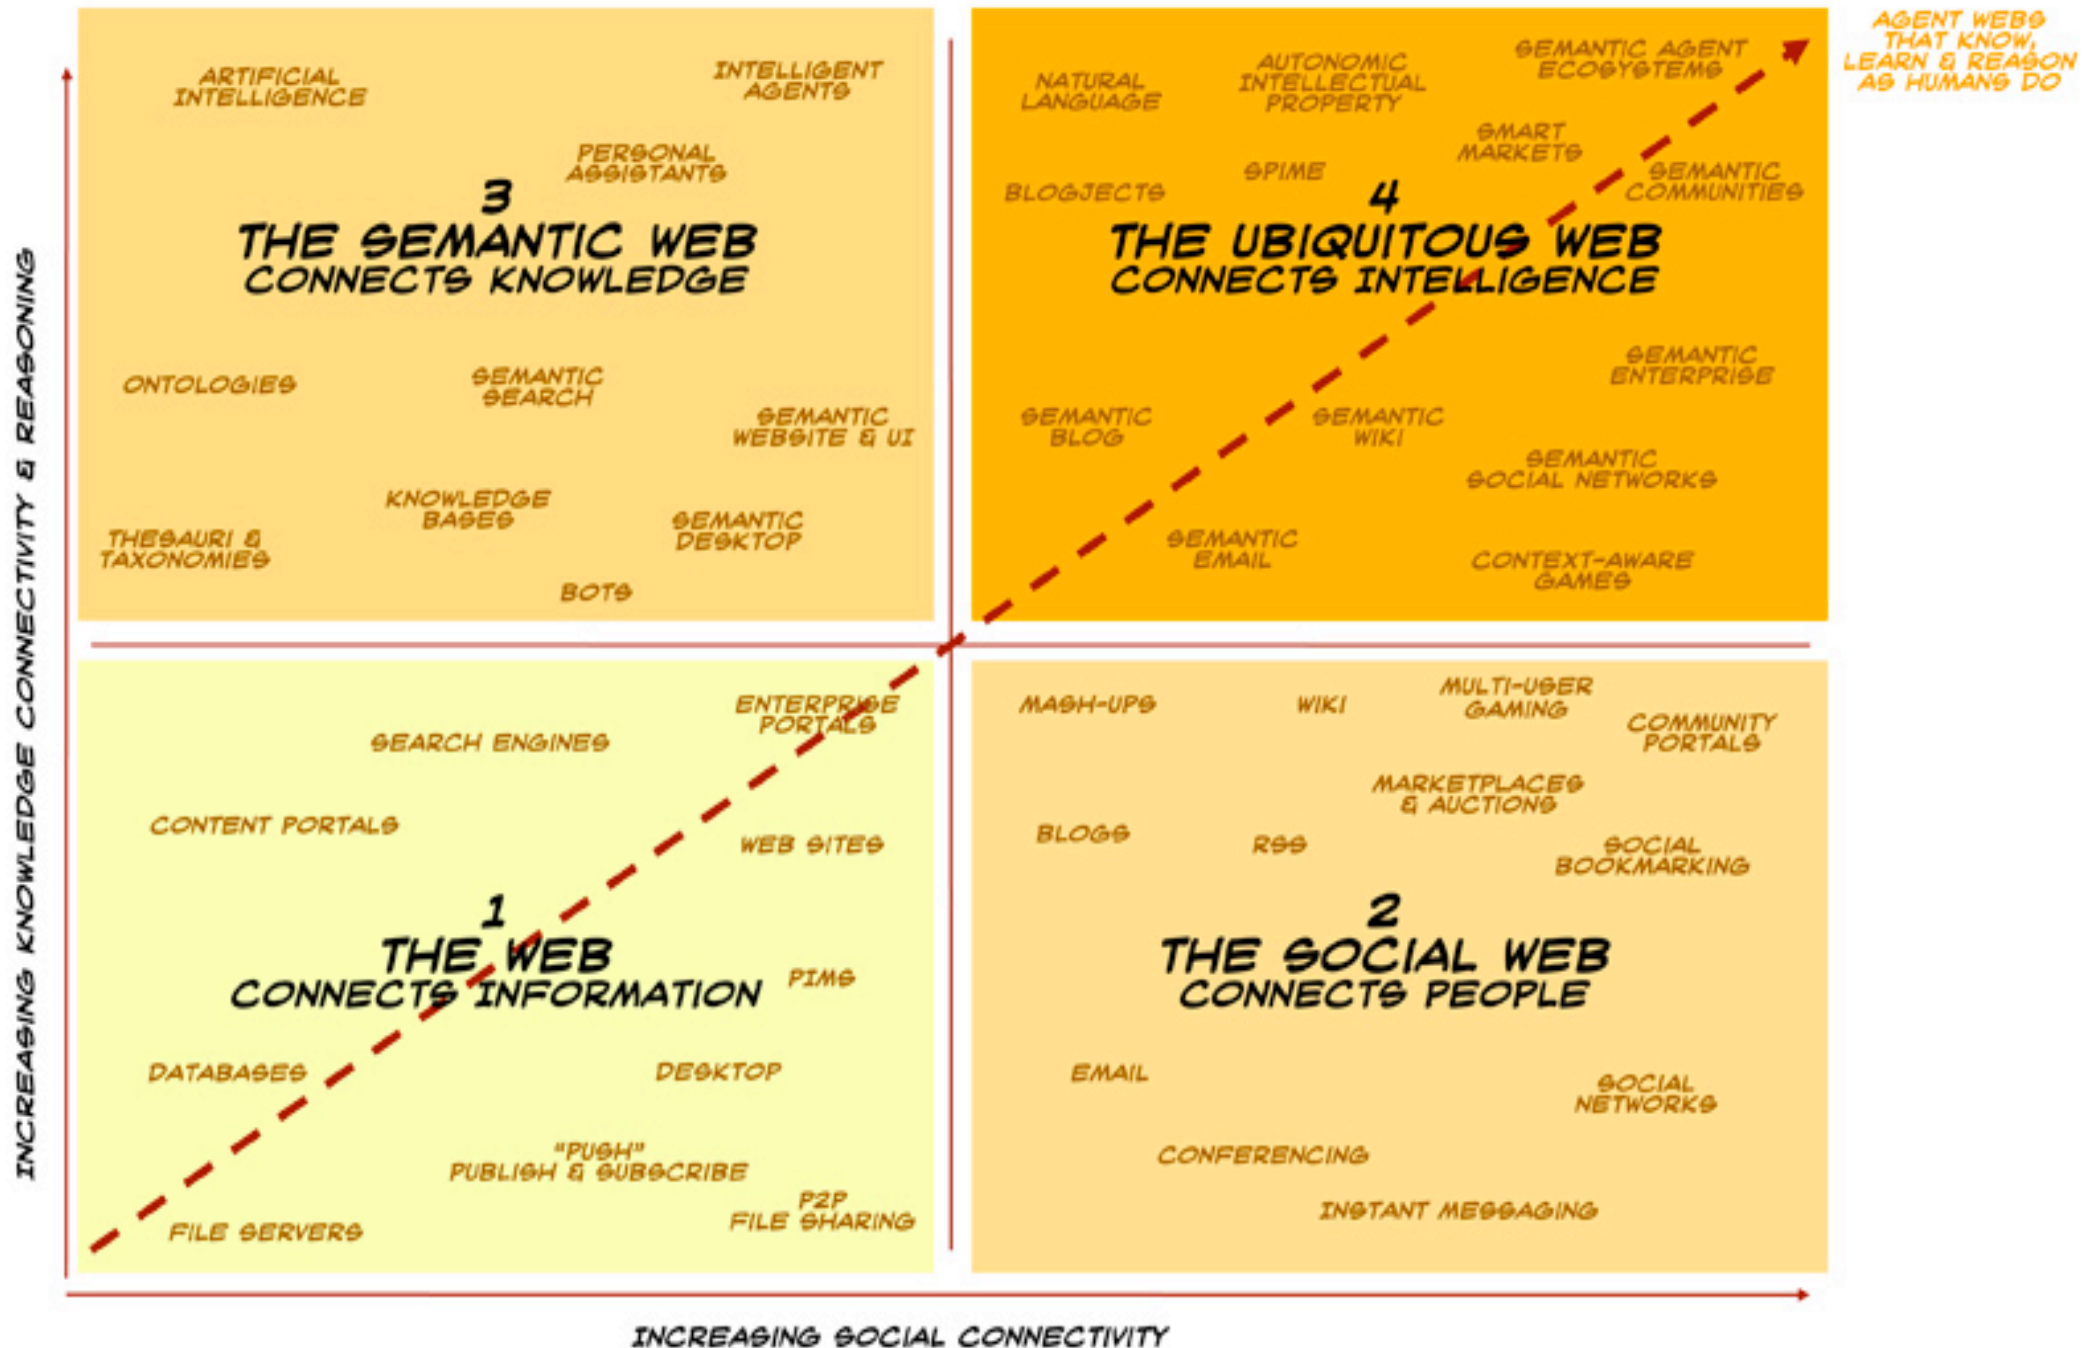 ARTIFICIAL
INTELLIGENCE
INTELLIGENT
AGENTS
PERSONAL
ASSISTANTS
3
THE SEMANTIC WEB
CONNECTS KNOWLEDGE
ONTOLOGIES
SEMANTIC
SEARCH
SEMANTIC
WEBSITE & UI
KNOWLEDGE
BASES
SEMANTIC
DESKTOP
THESAURI &
TAXONOMIES
BOTS
NATURAL
LANGUAGE
AUTONOMIC
INTELLECTUAL
PROPERTY
SEMANTIC AGENT
ECOSYSTEMS
SMART
MARKETS
SPIME
SEMANTIC
COMMUNITIES
BLOGJECTS
4
THE UBIQUITOUS WEB
CONNECTS INTELLIGENCE
SEMANTIC
ENTERPRISE
SEMANTIC
BLOG
SEMANTIC
WIKI
SEMANTIC
SOCIAL NETWORKS
SEMANTIC
EMAIL
CONTEXT-AWARE
GAMES
AGENT WEBS
THAT KNOW,
LEARN & REASON
AS HUMANS DO
INCREASING KNOWLEDGE CONNECTIVITY & REASONING
ENTERPRISE
PORTALS
SEARCH ENGINES
CONTENT PORTALS
WEB SITES
1
THE WEB
CONNECTS INFORMATION
PIMS
DATABASES
DESKTOP
"PUSH"
PUBLISH & SUBSCRIBE
P2P
FILE SHARING
FILE SERVERS
MASH-UPS
WIKI
MULTI-USER
GAMING
COMMUNITY
PORTALS
MARKETPLACES
& AUCTIONS
BLOGS
RSS
SOCIAL
BOOKMARKING
2
THE SOCIAL WEB
CONNECTS PEOPLE
EMAIL
SOCIAL
NETWORKS
CONFERENCING
INSTANT MESSAGING
INCREASING SOCIAL CONNECTIVITY